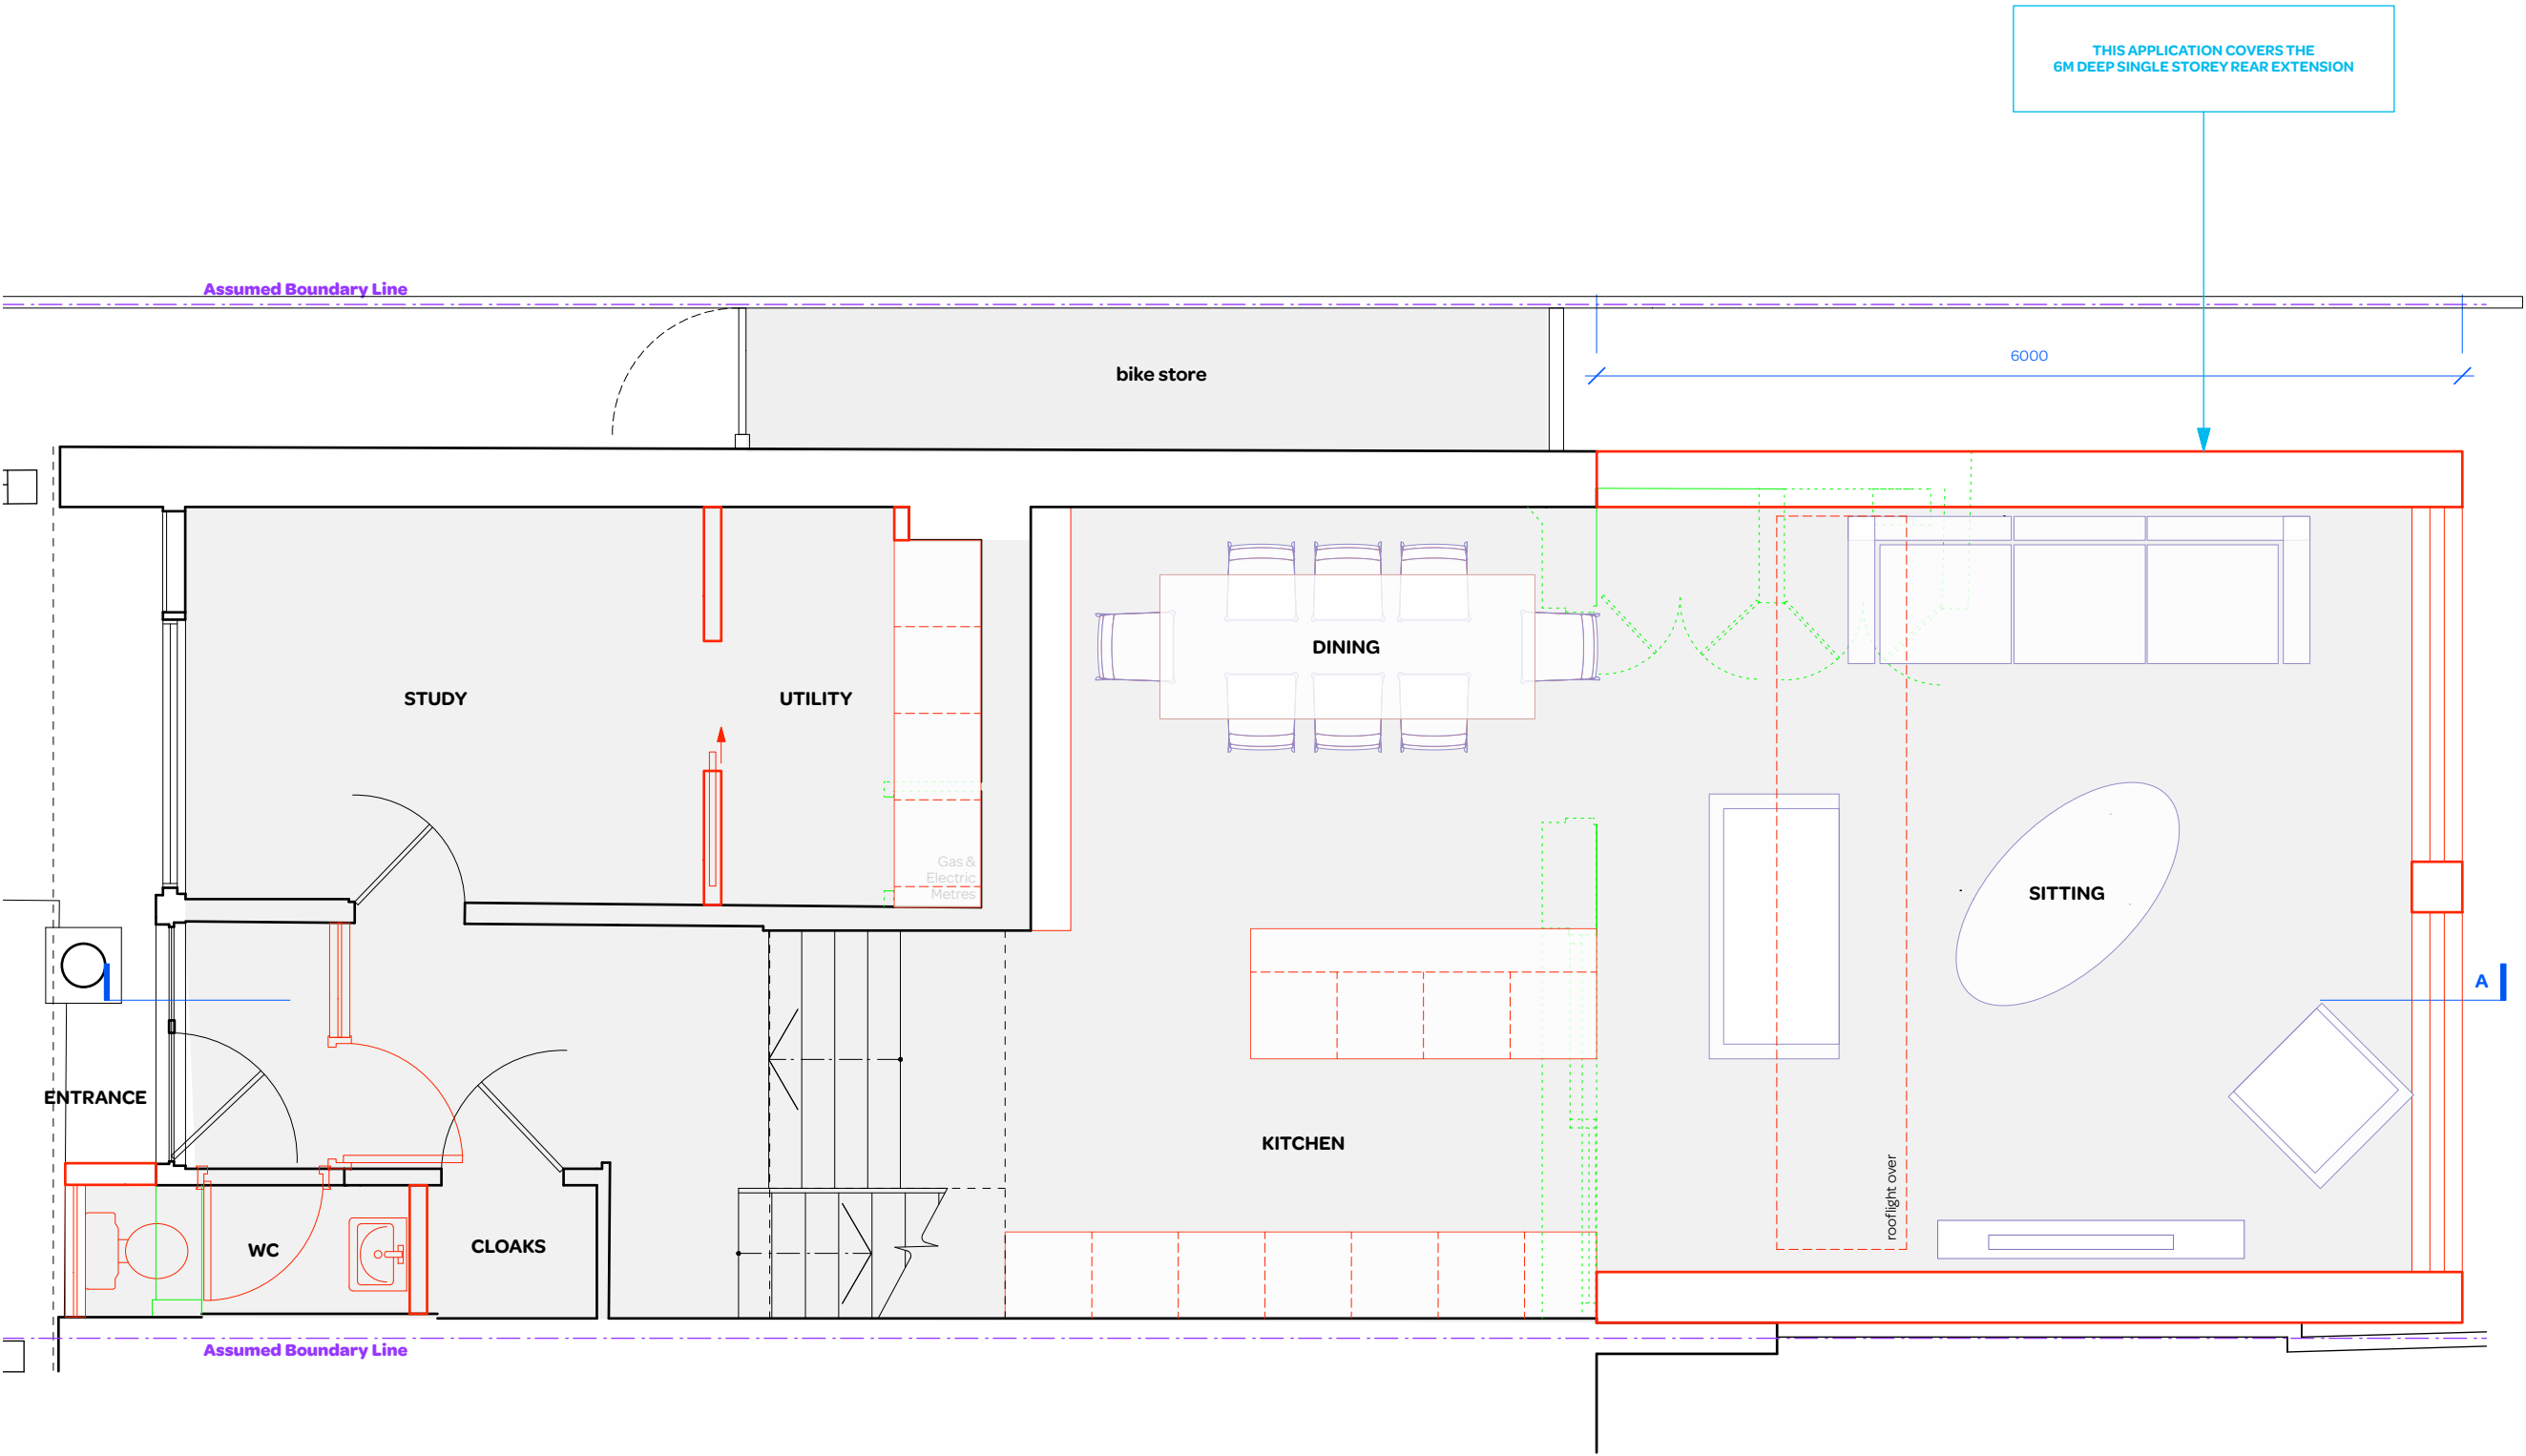 THIS APPLICATION COVERS THE
6M DEEP SINGLE STOREY REAR EXTENSION
Assumed Boundary Line
6000
bike store
DINING
STUDY
UTILITY
Gas &
Electric
Metres
SITTING
A
ENTRANCE
KITCHEN
rooflight over
WC
CLOAKS
Assumed Boundary Line